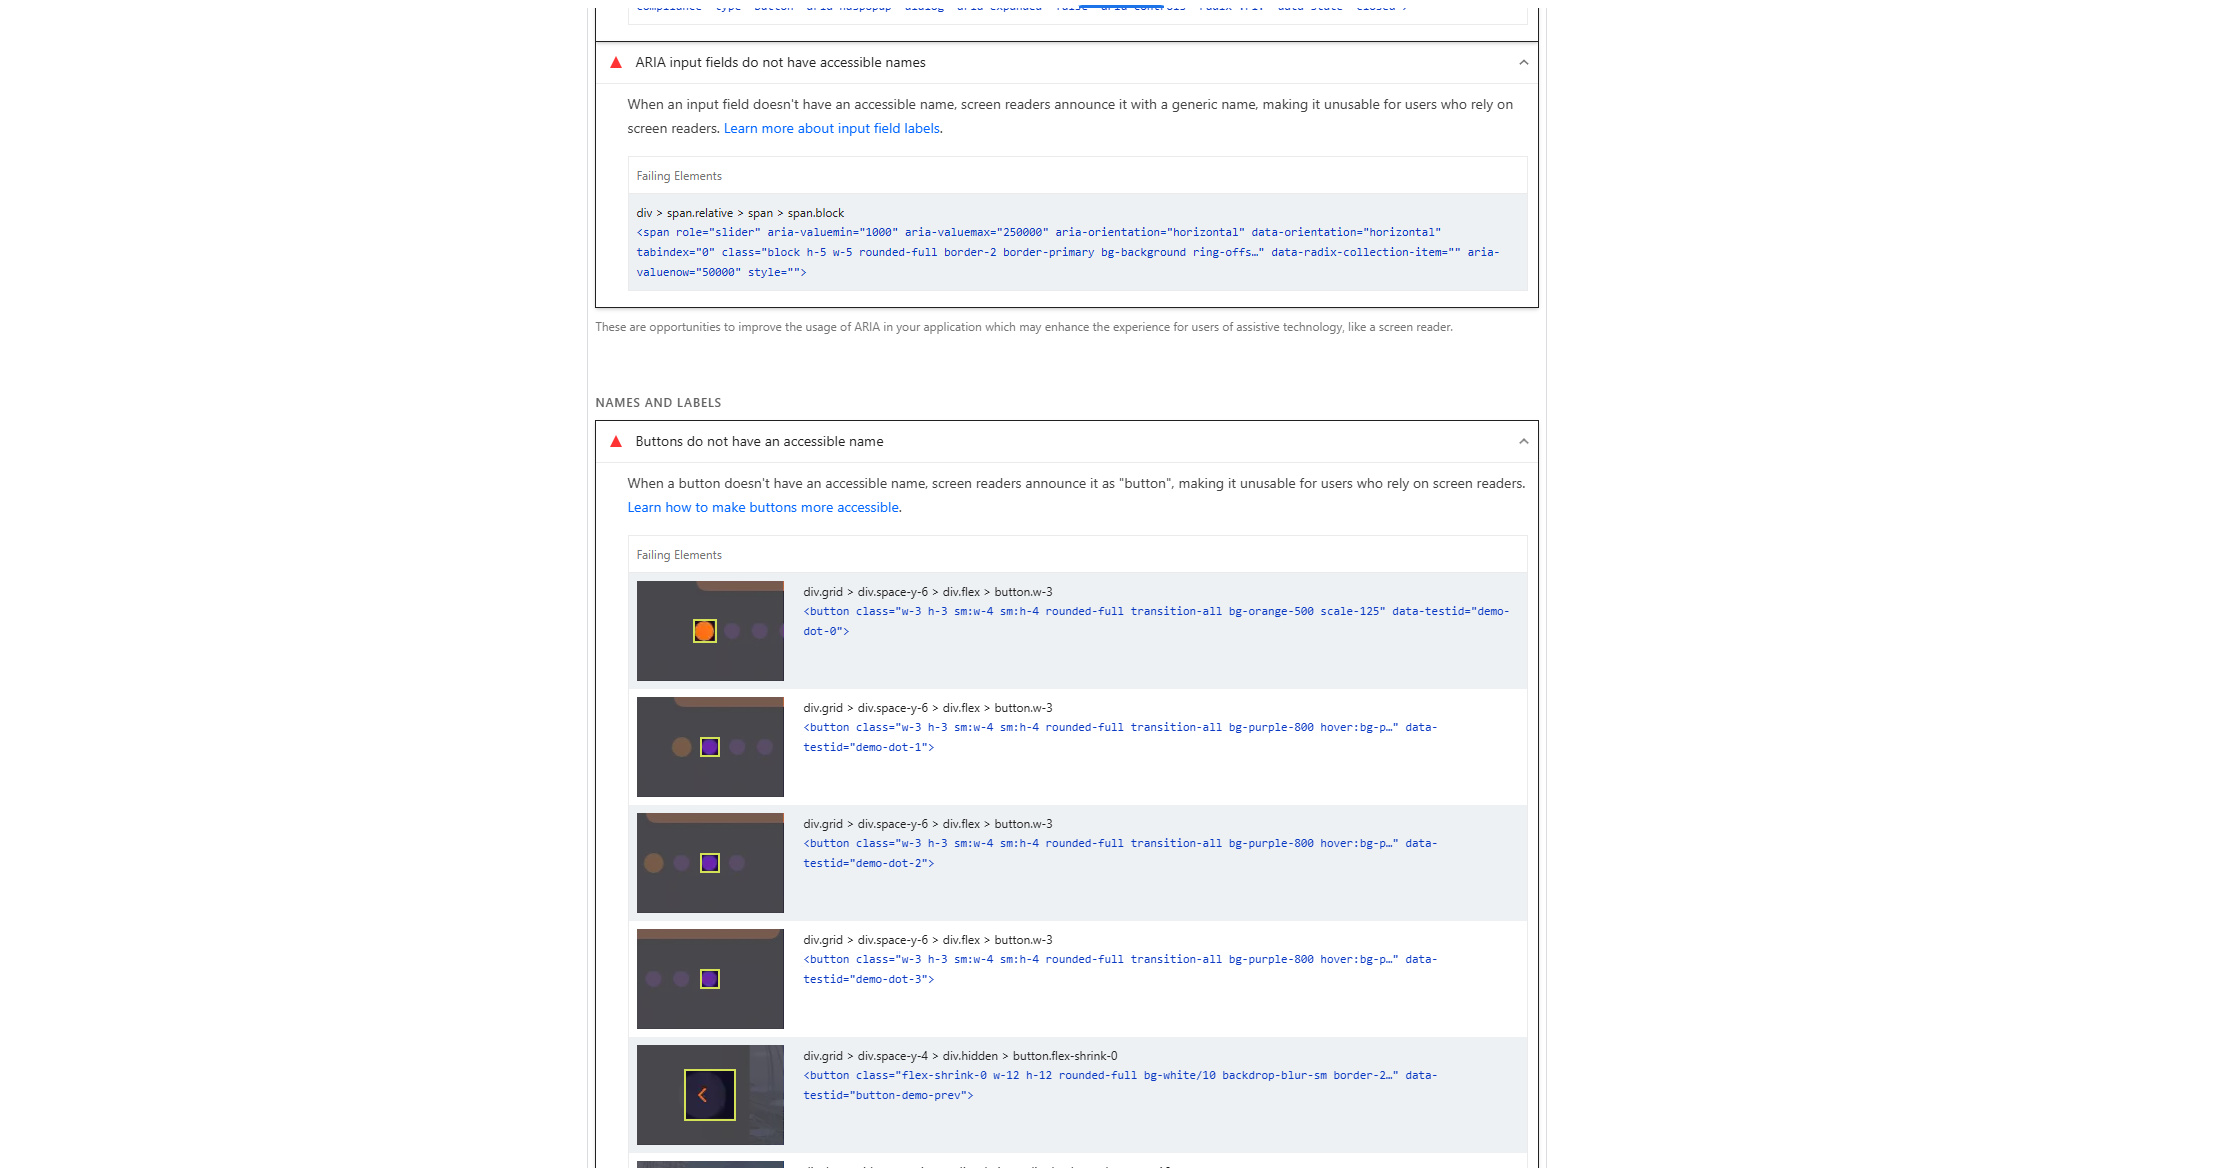 ARIA input fields do not have accessible names
When an input field doesn't have an accessible name, screen readers announce it with a generic name, making it unusable for users who rely on
screen readers. Learn more about input field labels.
Failing Elements
div > span.relative > span > span.block
<span role="slider" aria-valuemin="1000" aria-valuemax="250000" aria-orientation="horizontal" data-orientation="horizontal"
tabindex="0" class="block h-5 w-5 rounded-full border-2 border-primary bg-background ring-offs…" data-radix-collection-item="" aria-
valuenow="50000" style="">
These are opportunities to improve the usage of ARIA in your application which may enhance the experience for users of assistive technology, like a screen reader.
NAMES AND LABELS
Buttons do not have an accessible name
When a button doesn't have an accessible name, screen readers announce it as "button", making it unusable for users who rely on screen readers.
Learn how to make buttons more accessible.
Failing Elements
div.grid > div.space-y-6 > div.flex > button.w-3
<button class="w-3 h-3 sm:w-4 sm:h-4 rounded-full transition-all bg-orange-500 scale-125" data-testid="demo-
dot-0">
div.grid > div.space-y-6 > div.flex > button.w-3
<button class="w-3 h-3 sm:w-4 sm:h-4 rounded-full transition-all bg-purple-800 hover:bg-p…" data-
testid="demo-dot-1">
div.grid > div.space-y-6 > div.flex > button.w-3
<button class="w-3 h-3 sm:w-4 sm:h-4 rounded-full transition-all bg-purple-800 hover:bg-p…" data-
testid="demo-dot-2">
div.grid > div.space-y-6 > div.flex > button.w-3
<button class="w-3 h-3 sm:w-4 sm:h-4 rounded-full transition-all bg-purple-800 hover:bg-p…" data-
testid="demo-dot-3">
div.grid > div.space-y-4 > div.hidden > button.flex-shrink-0
<button class="flex-shrink-0 w-12 h-12 rounded-full bg-white/10 backdrop-blur-sm border-2…" data-
testid="button-demo-prev">